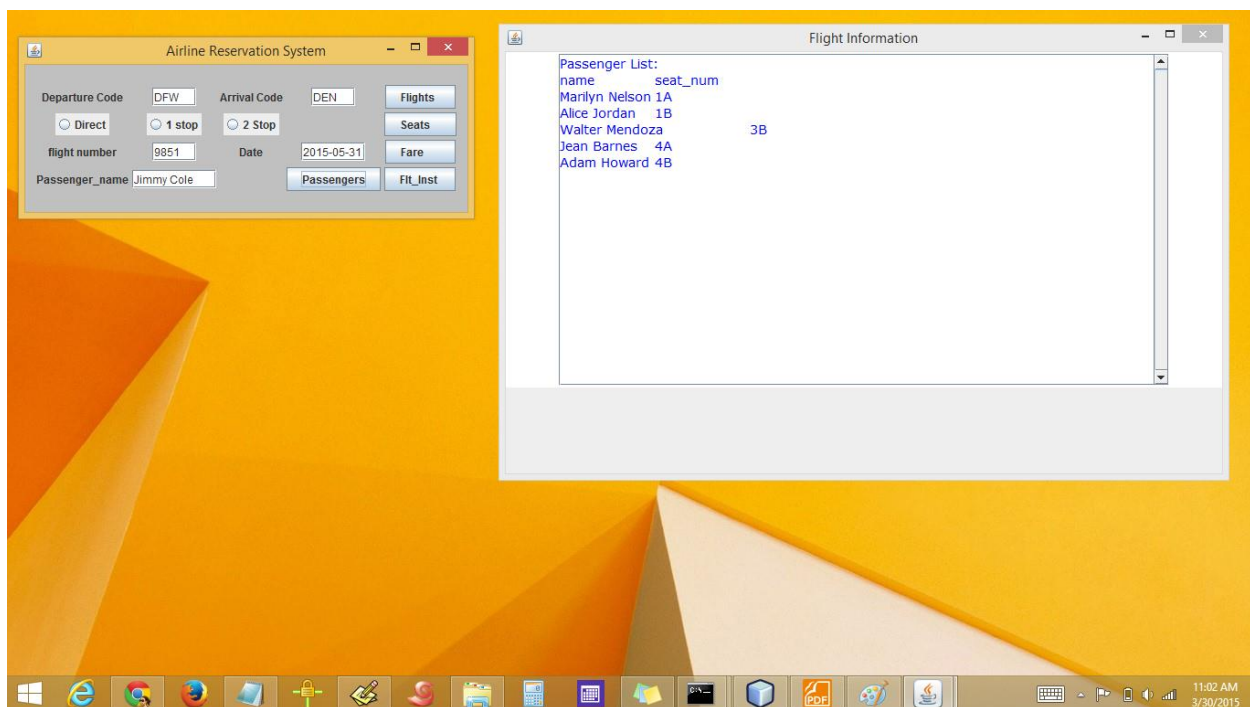 Airline Reservation System
Departure Code DFW Arrival Code DEN Flights
Direct 1 stop 2 Stop Seats
flight number 9851 Date 2015-05-31 Fare
Passenger_name Jimmy Cole Passengers Flt_Inst
Flight Information
Passenger List:
name seat_num
Marilyn Nelson 1A
Alice Jordan 1B
Walter Mendoza 3B
Jean Barnes 4A
Adam Howard 4B
C:\_
PDF
11:02 AM
3/30/2015